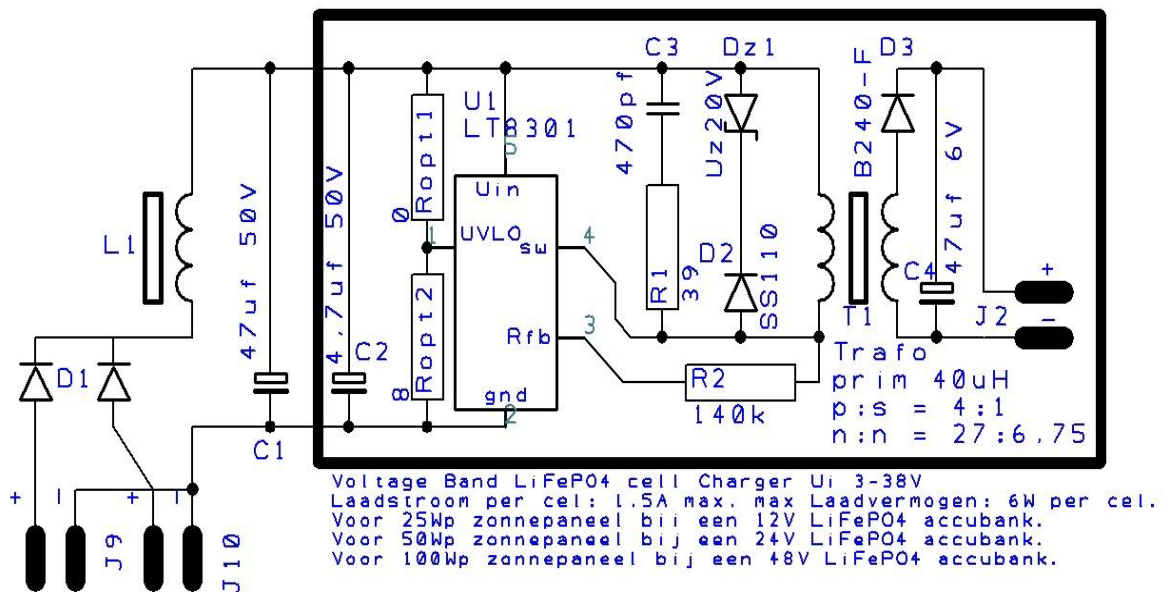 C3
Dz1
D3
U1
LT8301
5
Ropt1
0
470pf
Uz20V
B240-F
47uf 6V
Uin
UVLO
sw
1
4
L1
47uf 50V
4,7uf 50V
D2
SS110
R1
39
C4
T1
J2
+
-
Rfb
3
Ropt2
8
gnd
2
C2
C1
D1
R2
140k
Trafo
prim 40uH
p:s = 4:1
n:n = 27:6,75
+
-
+
-
J9
J10
Voltage Band LiFePO4 cell Charger Ui 3-38V
Laadstroom per cel: 1.5A max. max Laadvermogen: 6W per cel.
Voor 25Wp zonnepaneel bij een 12V LiFePO4 accubank.
Voor 50Wp zonnepaneel bij een 24V LiFePO4 accubank.
Voor 100Wp zonnepaneel bij een 48V LiFePO4 accubank.